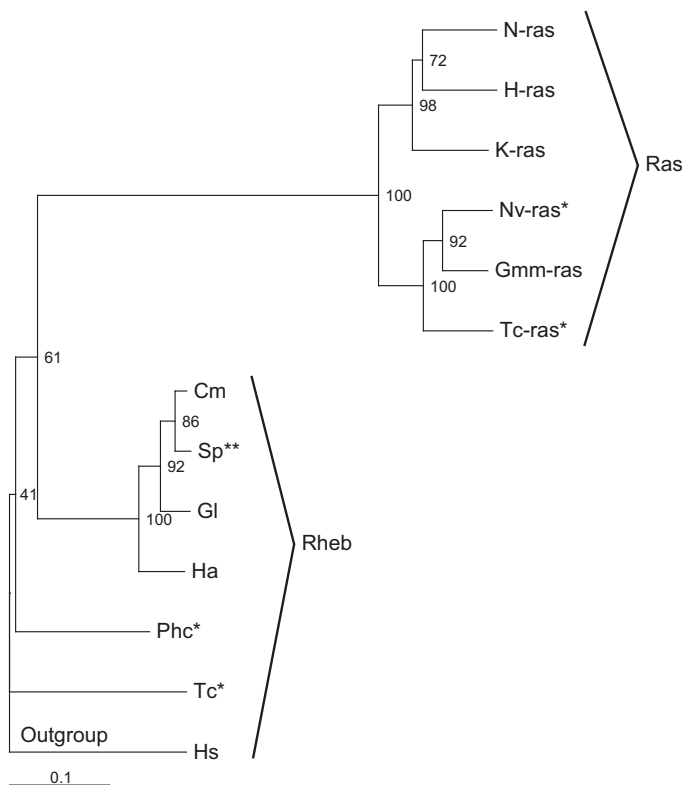 N-ras
72
H-ras
98
K-ras
Ras
100
Nv-ras*
92
Gmm-ras
100
Tc-ras*
61
Cm
86
Sp**
92
41
Gl
100
Rheb
Ha
Phc*
Tc*
Outgroup
Hs
0.1